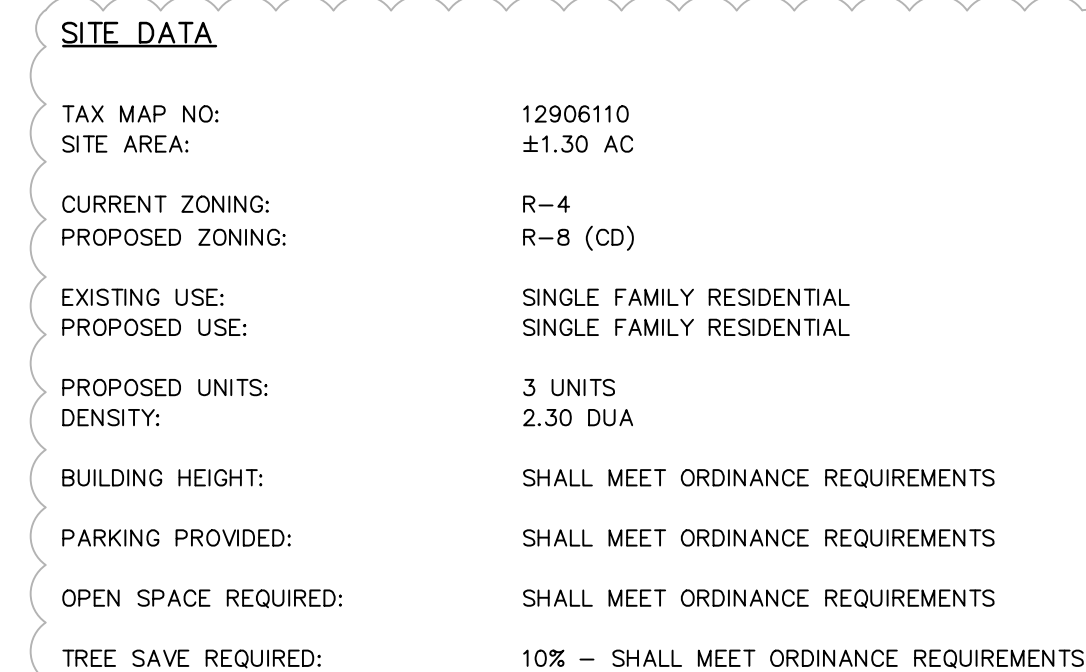 SITE DATA
TAX MAP NO: 12906110
SITE AREA: ±1.30 AC
CURRENT ZONING: R-4
PROPOSED ZONING: R-8 (CD)
EXISTING USE: SINGLE FAMILY RESIDENTIAL
PROPOSED USE: SINGLE FAMILY RESIDENTIAL
PROPOSED UNITS: 3 UNITS
DENSITY: 2.30 DUA
BUILDING HEIGHT: SHALL MEET ORDINANCE REQUIREMENTS
PARKING PROVIDED: SHALL MEET ORDINANCE REQUIREMENTS
OPEN SPACE REQUIRED: SHALL MEET ORDINANCE REQUIREMENTS
TREE SAVE REQUIRED: 10% - SHALL MEET ORDINANCE REQUIREMENTS